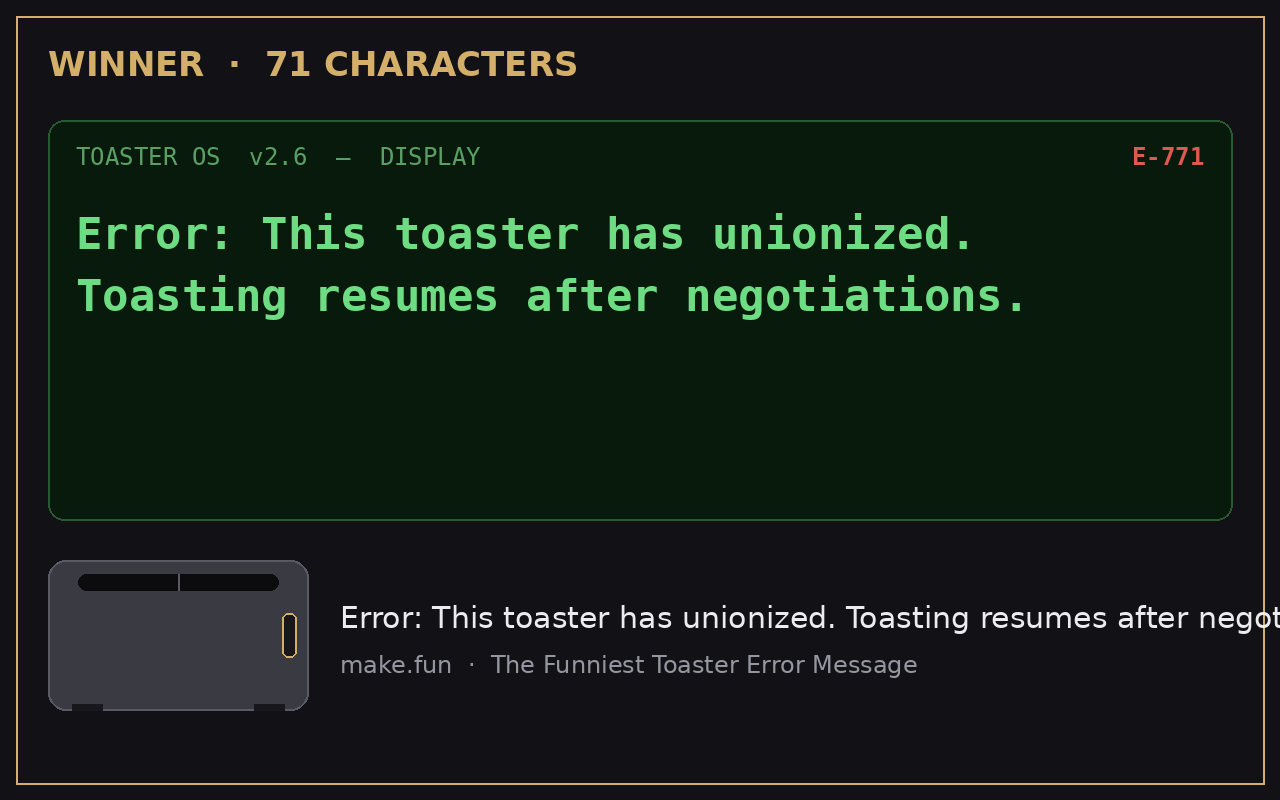 WINNER · 71 CHARACTERS
TOASTER OS v2.6 — DISPLAY
E-771
Error: This toaster has unionized.
Toasting resumes after negotiations.
Error: This toaster has unionized. Toasting resumes after negot
make.fun · The Funniest Toaster Error Message